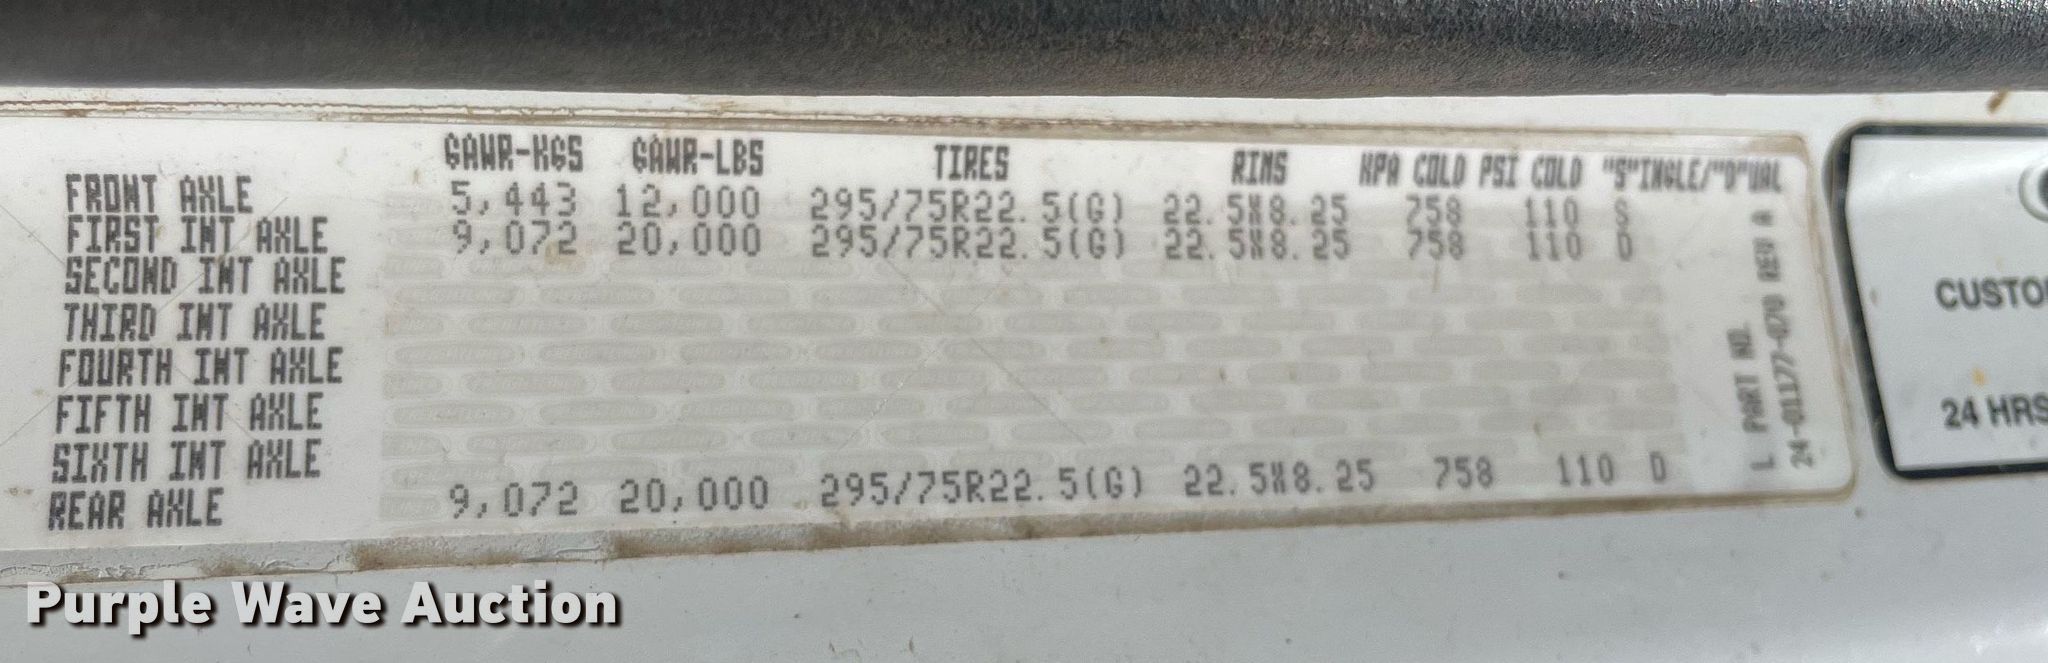 GAWR-KGS GAWR-LBS TIRES RIMS KPA COLD PSI COLD "S"INGLE/"D"UAL
FRONT AXLE 5,443 12,000 295/75R22.5(G) 22.5X8.25 758 110 S
FIRST INT AXLE 9,072 20,000 295/75R22.5(G) 22.5X8.25 758 110 D
SECOND INT AXLE
THIRD INT AXLE
FOURTH INT AXLE
FIFTH INT AXLE
SIXTH INT AXLE
REAR AXLE 9,072 20,000 295/75R22.5(G) 22.5X8.25 758 110 D
L PART NO.
24-01177-070 REV A
CUSTO
24 HRS
Purple Wave Auction